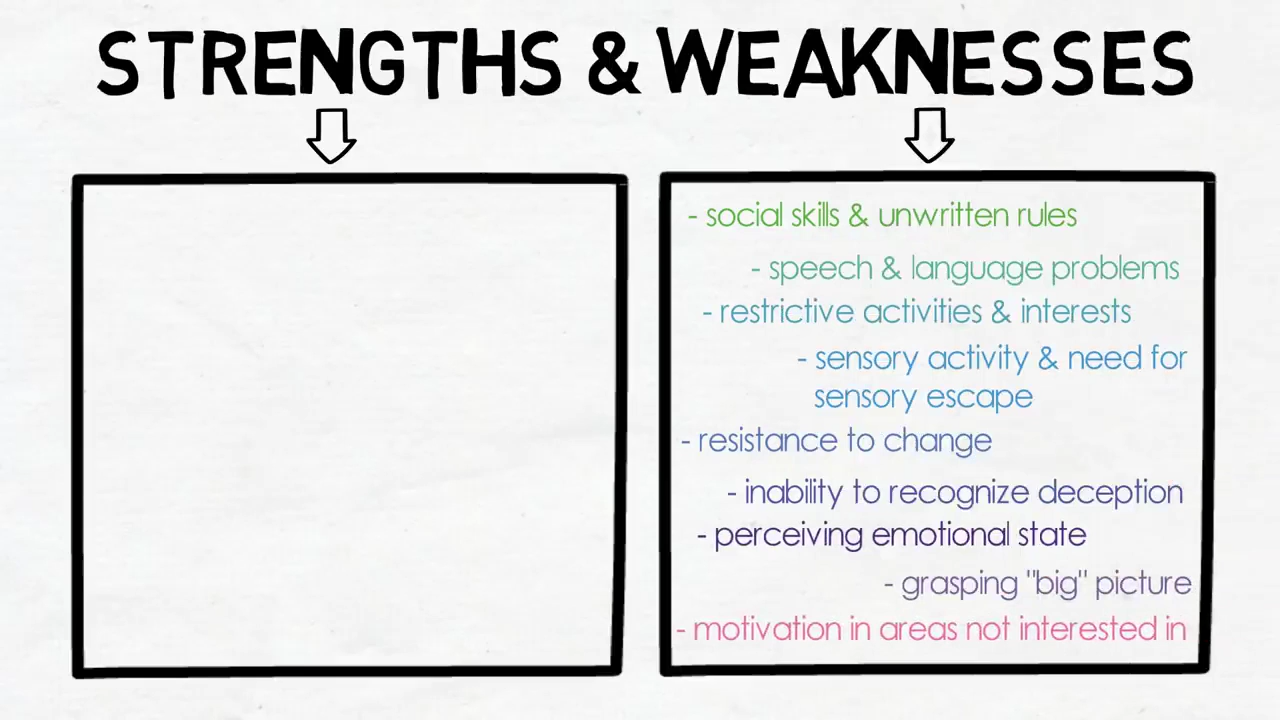 STRENGTHS & WEAKNESSES
- social skills & unwritten rules
- speech & language problems
- restrictive activities & interests
- sensory activity & need for
sensory escape
- resistance to change
- inability to recognize deception
- perceiving emotional state
- grasping "big" picture
- motivation in areas not interested in